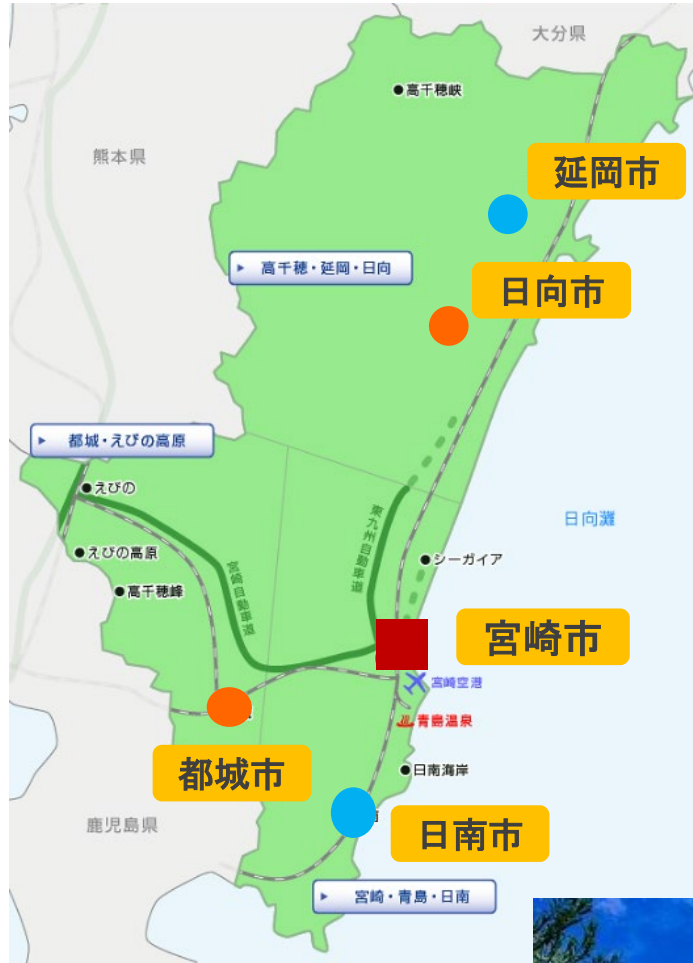 大分県
●高千穂峡
熊本県
延岡市
高千穂・延岡・日向
日向市
都城・えびの高原
●えびの
東九州自動車道
日向灘
●えびの高原
●シーガイア
宮崎自動車道
●高千穂峰
宮崎市
宮崎空港
青島温泉
都城市
●日南海岸
鹿児島県
日南市
宮崎・青島・日南